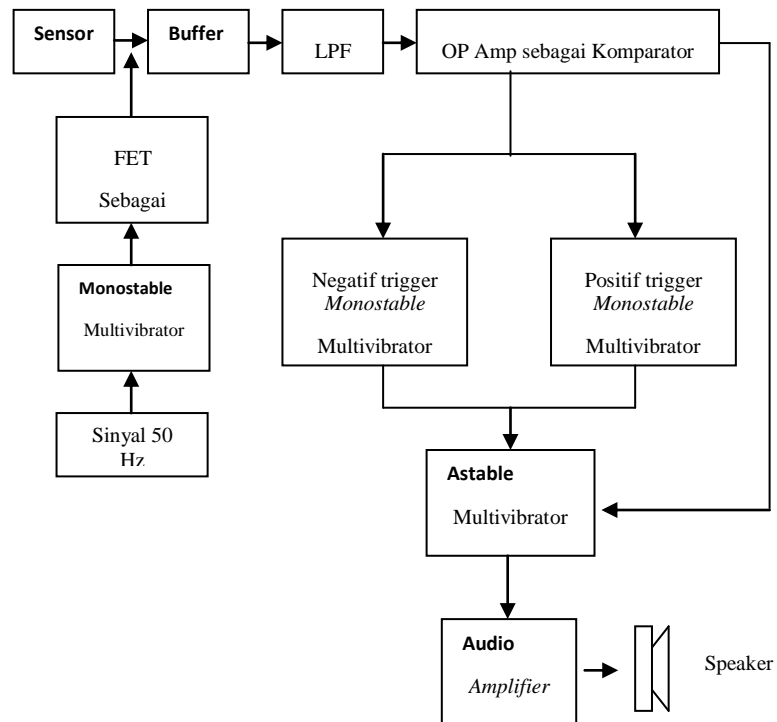 Sensor
Buffer
LPF
OP Amp sebagai Komparator
FET
Sebagai
Monostable
Multivibrator
Sinyal 50
Hz
Negatif trigger
Monostable
Multivibrator
Positif trigger
Monostable
Multivibrator
Astable
Multivibrator
Audio
Amplifier
Speaker